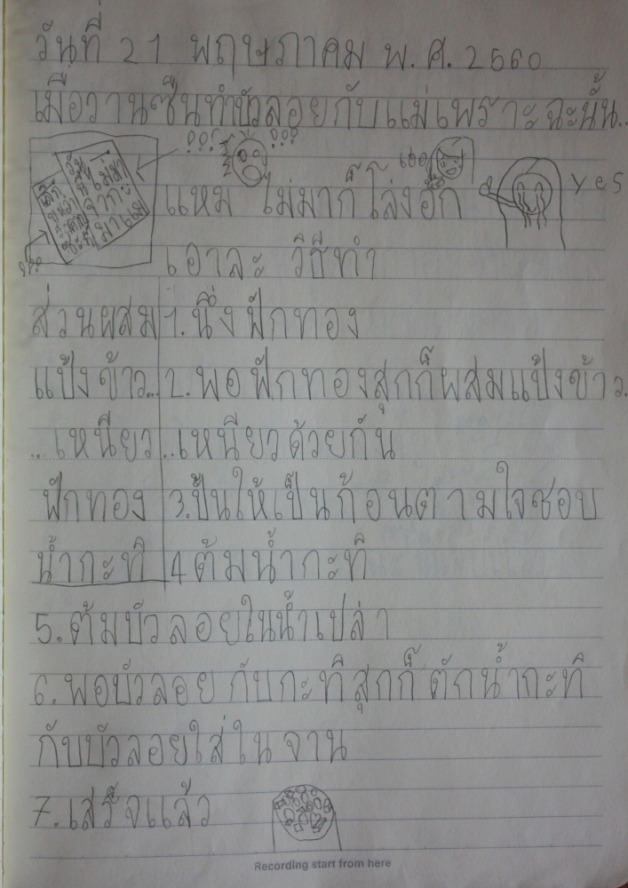 วันที่ 21 พฤษภาคม พ.ศ. 2560
เมื่อวานซืนทำบัวลอยกับแม่เพราะฉะนั้น..
แหม ไม่มาก็โล่งอก
Yes
เอาละ วิธีทำ
ส่วนผสม 1. นึ่งฟักทอง
แป้งข้าว... 2. พอฟักทองสุกก็ผสมแป้งข้าว..
..เหนียว ..เหนียวด้วยกัน
ฟักทอง 3. ปั้นให้เป็นก้อนตามใจชอบ
น้ำกะทิ 4 ต้มน้ำกะทิ
5. ต้มบัวลอยในน้ำเปล่า
6. พอบัวลอย กับกะทิสุกก็ ตักน้ำกะทิ
กับบัวลอยใส่ใน จาน
7. เสร็จแล้ว
Recording start from here